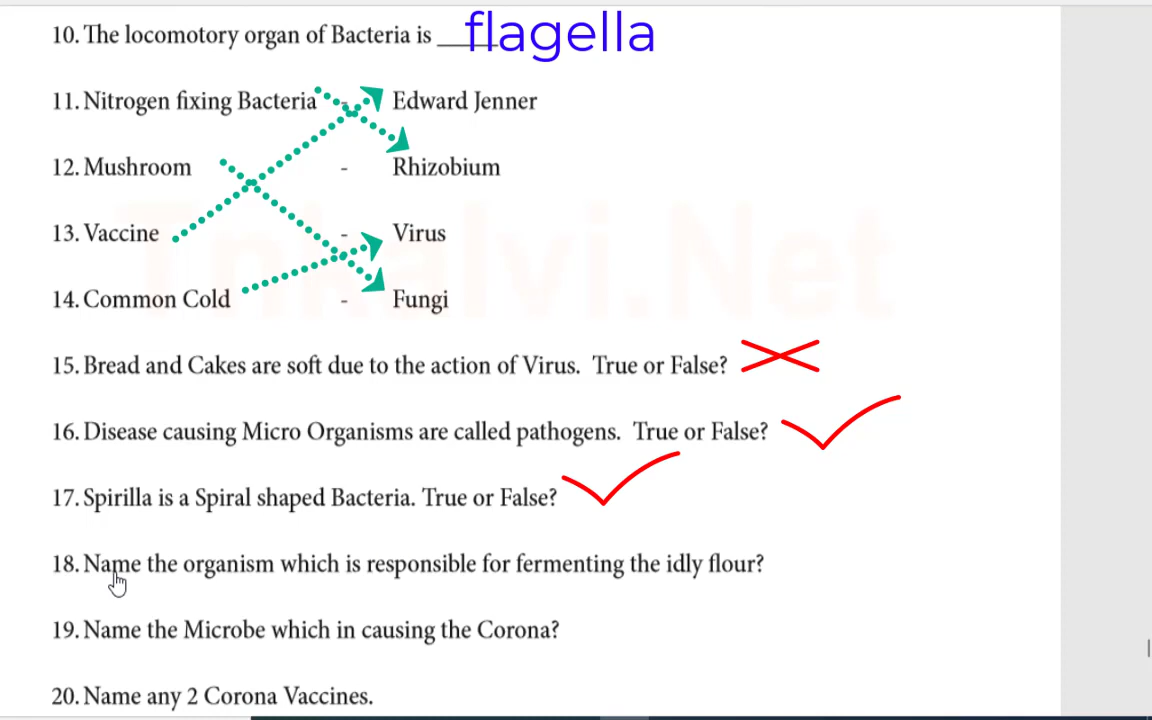 10. The locomotory organ of Bacteria is ____ flagella
11. Nitrogen fixing Bacteria - Edward Jenner
12. Mushroom - Rhizobium
13. Vaccine - Virus
14. Common Cold - Fungi
Tnkalvi.Net
15. Bread and Cakes are soft due to the action of Virus. True or False?
16. Disease causing Micro Organisms are called pathogens. True or False?
17. Spirilla is a Spiral shaped Bacteria. True or False?
18. Name the organism which is responsible for fermenting the idly flour?
19. Name the Microbe which in causing the Corona?
20. Name any 2 Corona Vaccines.